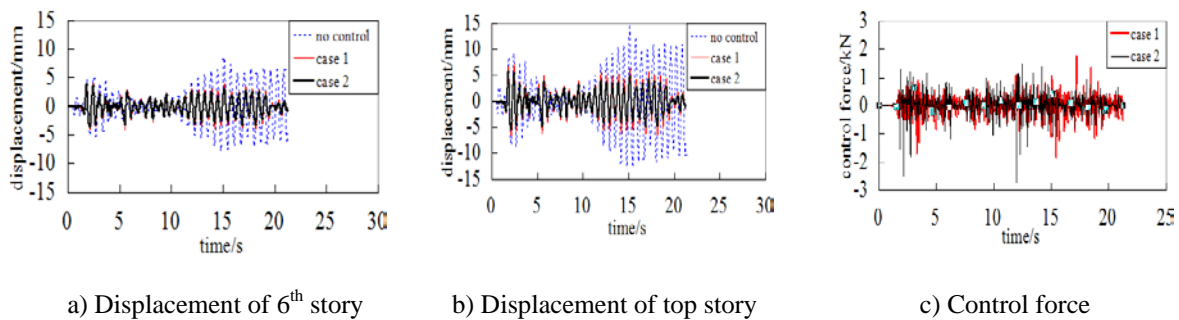 displacement/mm
15
10
5
0
-5
-10
-15
0 5 10 15 20 25 30
time/s
no control
case 1
case 2
a) Displacement of 6th story
displacement/mm
15
10
5
0
-5
-10
-15
0 5 10 15 20 25 30
time/s
no control
case 1
case 2
b) Displacement of top story
control force/kN
3
2
1
0
-1
-2
-3
0 5 10 15 20 25
time/s
case 1
case 2
c) Control force